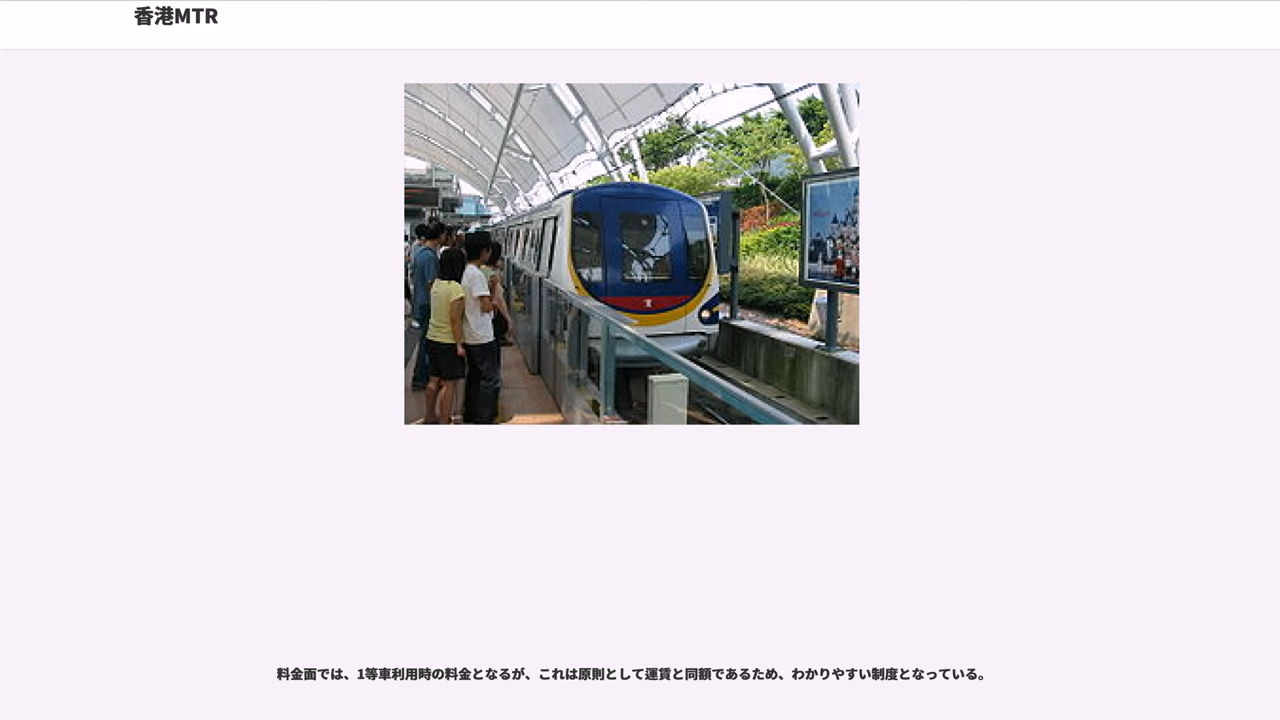 香港MTR
料金面では、1等車利用時の料金となるが、これは原則として運賃と同額であるため、わかりやすい制度となっている。